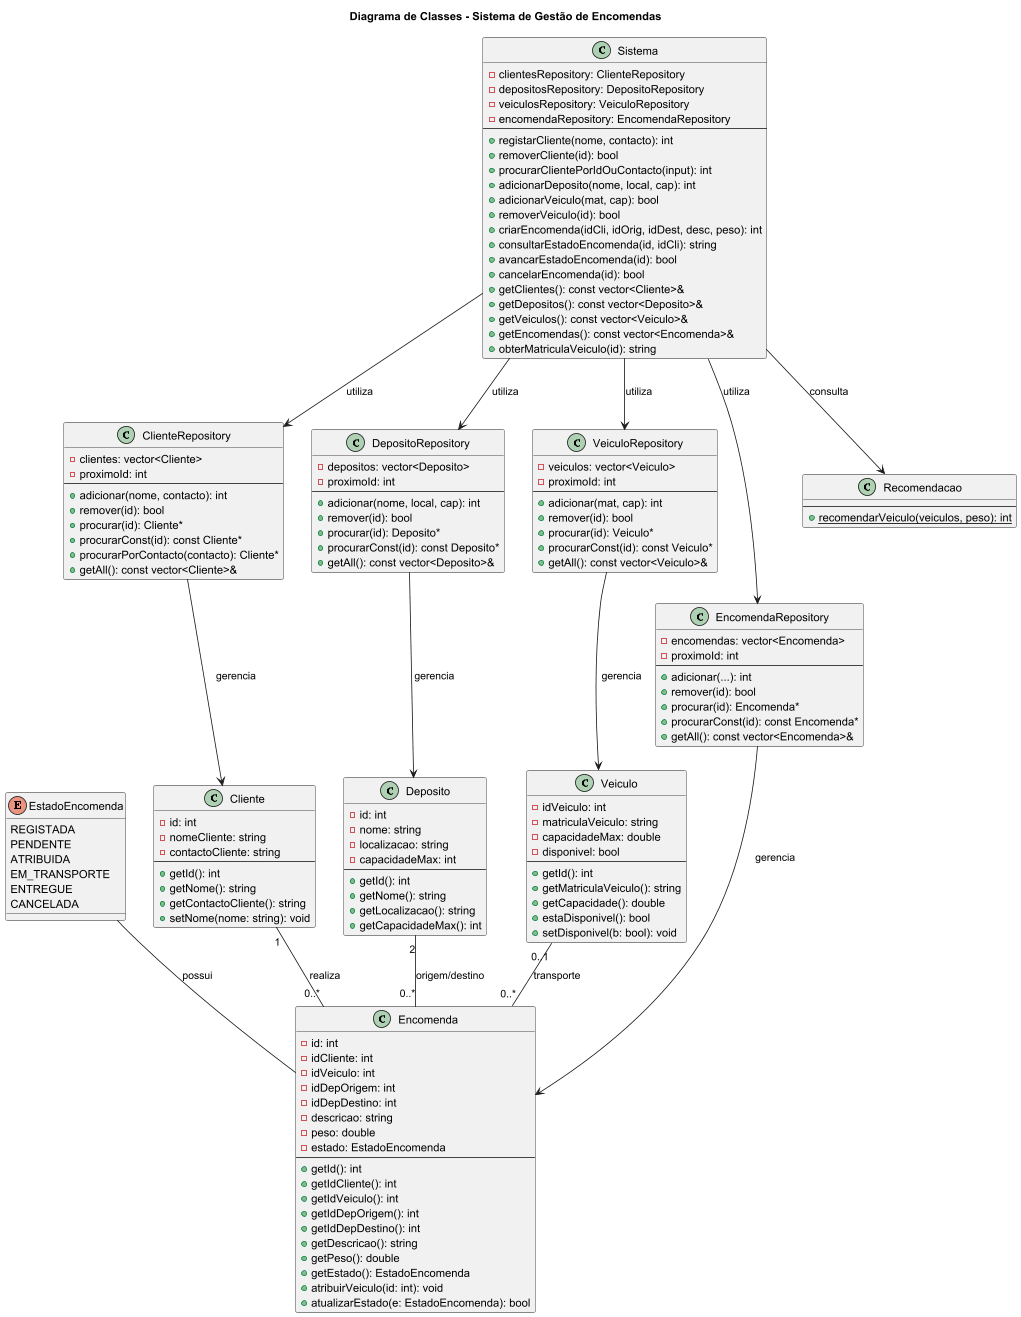 Diagrama de Classes - Sistema de Gestão de Encomendas
C Sistema
clientesRepository: ClienteRepository
depositosRepository: DepositoRepository
veiculosRepository: VeiculoRepository
encomendaRepository: EncomendaRepository
registarCliente(nome, contacto): int
removerCliente(id): bool
procurarClientePorIdOuContacto(input): int
adicionarDeposito(nome, local, cap): int
adicionarVeiculo(mat, cap): bool
removerVeiculo(id): bool
criarEncomenda(idCli, idOrig, idDest, desc, peso): int
consultarEstadoEncomenda(id, idCli): string
avancarEstadoEncomenda(id): bool
cancelarEncomenda(id): bool
getClientes(): const vector<Cliente>&
getDepositos(): const vector<Deposito>&
getVeiculos(): const vector<Veiculo>&
getEncomendas(): const vector<Encomenda>&
obterMatriculaVeiculo(id): string
utiliza
utiliza
utiliza
utiliza
consulta
C ClienteRepository
clientes: vector<Cliente>
proximoId: int
adicionar(nome, contacto): int
remover(id): bool
procurar(id): Cliente*
procurarConst(id): const Cliente*
procurarPorContacto(contacto): Cliente*
getAll(): const vector<Cliente>&
C DepositoRepository
depositos: vector<Deposito>
proximoId: int
adicionar(nome, local, cap): int
remover(id): bool
procurar(id): Deposito*
procurarConst(id): const Deposito*
getAll(): const vector<Deposito>&
C VeiculoRepository
veiculos: vector<Veiculo>
proximoId: int
adicionar(mat, cap): int
remover(id): bool
procurar(id): Veiculo*
procurarConst(id): const Veiculo*
getAll(): const vector<Veiculo>&
C Recomendacao
recomendarVeiculo(veiculos, peso): int
C EncomendaRepository
encomendas: vector<Encomenda>
proximoId: int
adicionar(...): int
remover(id): bool
procurar(id): Encomenda*
procurarConst(id): const Encomenda*
getAll(): const vector<Encomenda>&
gerencia
gerencia
gerencia
gerencia
E EstadoEncomenda
REGISTADA
PENDENTE
ATRIBUIDA
EM_TRANSPORTE
ENTREGUE
CANCELADA
C Cliente
id: int
nomeCliente: string
contactoCliente: string
getId(): int
getNome(): string
getContactoCliente(): string
setNome(nome: string): void
C Deposito
id: int
nome: string
localizacao: string
capacidadeMax: int
getId(): int
getNome(): string
getLocalizacao(): string
getCapacidadeMax(): int
C Veiculo
idVeiculo: int
matriculaVeiculo: string
capacidadeMax: double
disponivel: bool
getId(): int
getMatriculaVeiculo(): string
getCapacidade(): double
estaDisponivel(): bool
setDisponivel(b: bool): void
possui
1
realiza
0..*
2
origem/destino
0..*
0..1
transporte
0..*
C Encomenda
id: int
idCliente: int
idVeiculo: int
idDepOrigem: int
idDepDestino: int
descricao: string
peso: double
estado: EstadoEncomenda
getId(): int
getIdCliente(): int
getIdVeiculo(): int
getIdDepOrigem(): int
getIdDepDestino(): int
getDescricao(): string
getPeso(): double
getEstado(): EstadoEncomenda
atribuirVeiculo(id: int): void
atualizarEstado(e: EstadoEncomenda): bool